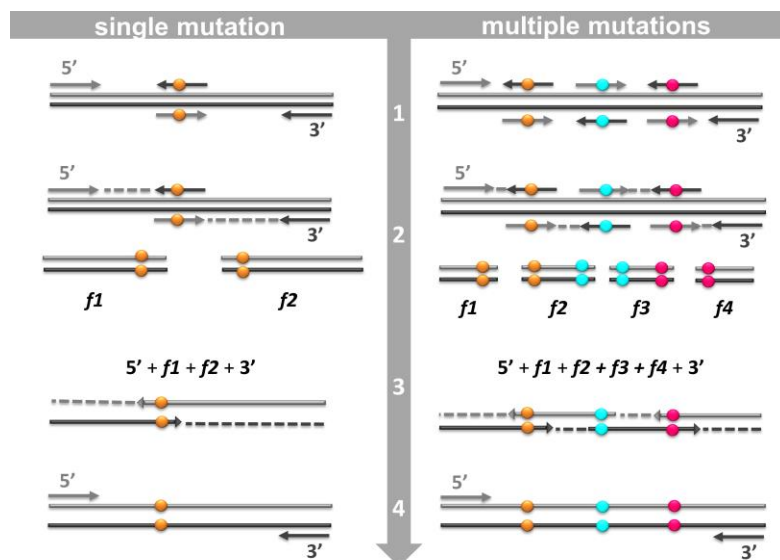 single mutation
multiple mutations
5'
3'
1
5'
3'
5'
3'
2
5'
3'
f1
f2
f1
f2
f3
f4
5' + f1 + f2 + 3'
3
5' + f1 + f2 + f3 + f4 + 3'
5'
3'
4
5'
3'